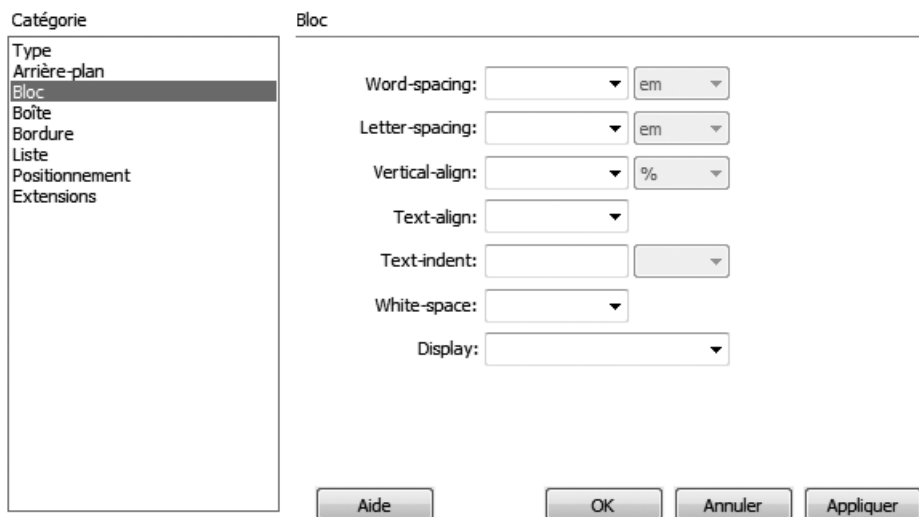 Catégorie
Type
Arrière-plan
Bloc
Boîte
Bordure
Liste
Positionnement
Extensions
Bloc
Word-spacing: em
Letter-spacing: em
Vertical-align: %
Text-align:
Text-indent:
White-space:
Display:
Aide OK Annuler Appliquer